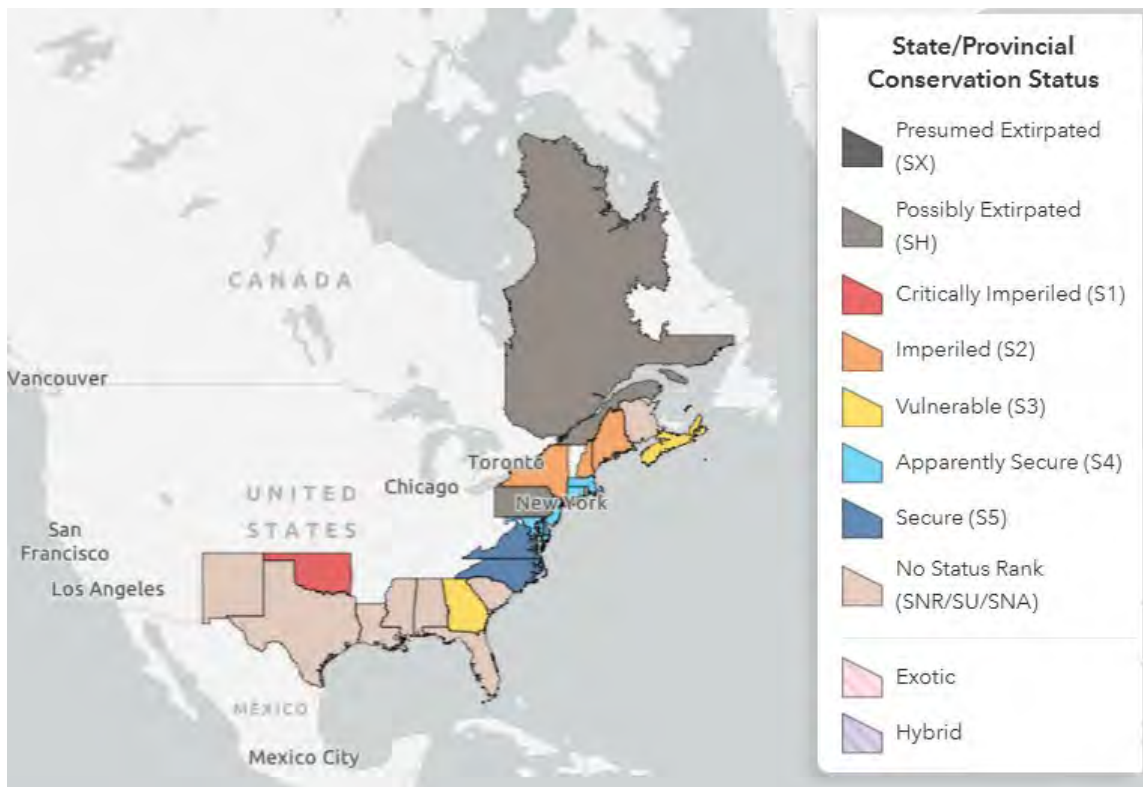 CANADA
Vancouver
Toronto
Chicago
New York
UNITED
STATES
San
Francisco
Los Angeles
MÉXICO
Mexico City
State/Provincial
Conservation Status
Presumed Extirpated
(SX)
Possibly Extirpated
(SH)
Critically Imperiled (S1)
Imperiled (S2)
Vulnerable (S3)
Apparently Secure (S4)
Secure (S5)
No Status Rank
(SNR/SU/SNA)
Exotic
Hybrid